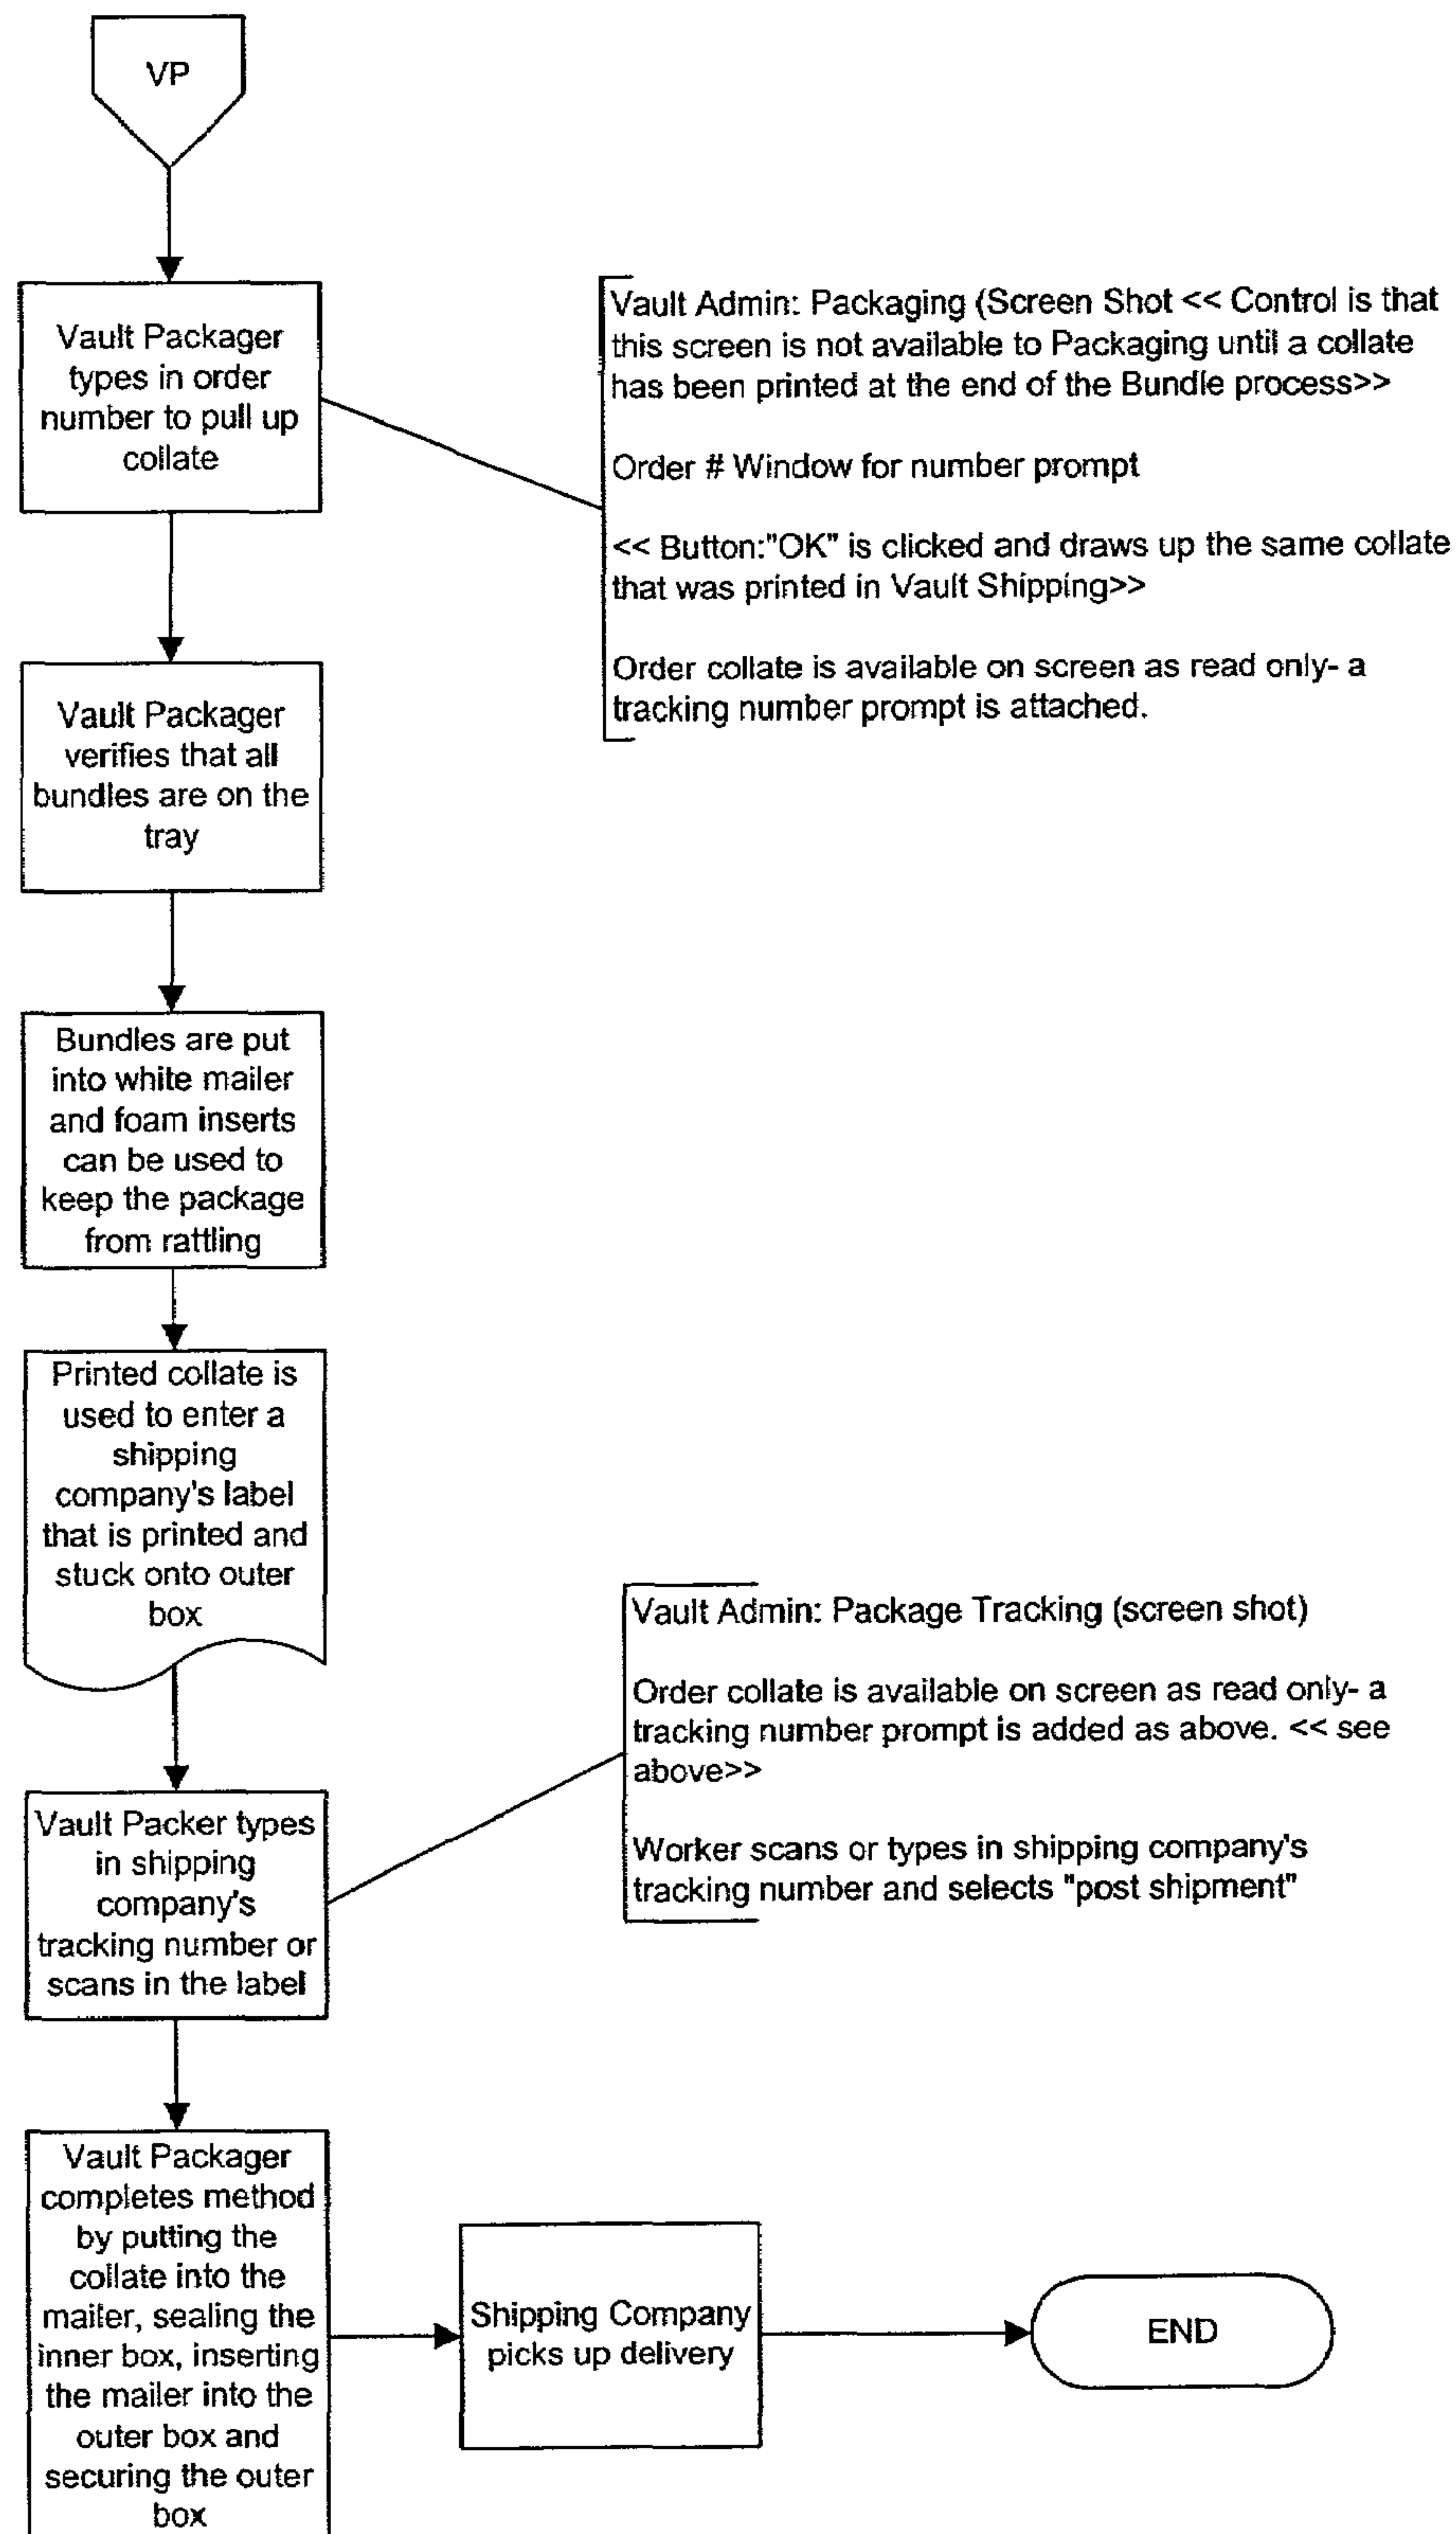 VP
Vault Packager
types in order
number to pull up
collate
Vault Admin: Packaging (Screen Shot << Control is that
this screen is not available to Packaging until a collate
has been printed at the end of the Bundle process>>
Order # Window for number prompt
<< Button:"OK" is clicked and draws up the same collate
that was printed in Vault Shipping>>
Order collate is available on screen as read only- a
tracking number prompt is attached.
Vault Packager
verifies that all
bundles are on the
tray
Bundles are put
into white mailer
and foam inserts
can be used to
keep the package
from rattling
Printed collate is
used to enter a
shipping
company's label
that is printed and
stuck onto outer
box
Vault Packer types
in shipping
company's
tracking number or
scans in the label
Vault Admin: Package Tracking (screen shot)
Order collate is available on screen as read only- a
tracking number prompt is added as above. << see
above>>
Worker scans or types in shipping company's
tracking number and selects "post shipment"
Vault Packager
completes method
by putting the
collate into the
mailer, sealing the
inner box, inserting
the mailer into the
outer box and
securing the outer
box
Shipping Company
picks up delivery
END